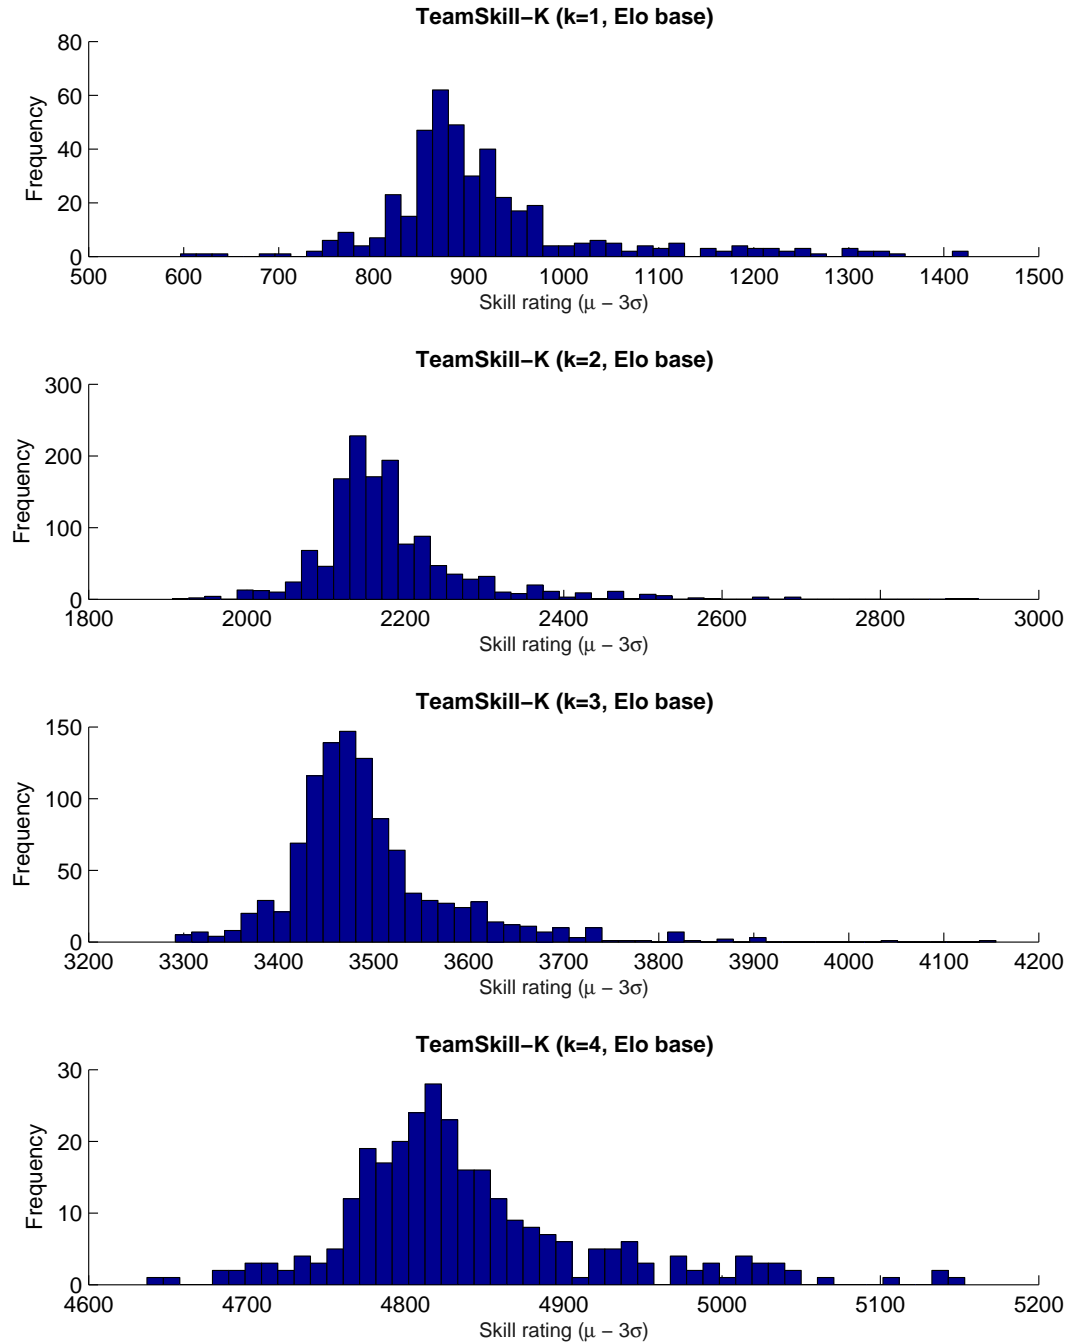 TeamSkill−K (k=1, Elo base)
80
60
40
20
0
Frequency
500 600 700 800 900 1000 1100 1200 1300 1400 1500
Skill rating (μ − 3σ)
TeamSkill−K (k=2, Elo base)
300
200
100
0
Frequency
1800 2000 2200 2400 2600 2800 3000
Skill rating (μ − 3σ)
TeamSkill−K (k=3, Elo base)
150
100
50
0
Frequency
3200 3300 3400 3500 3600 3700 3800 3900 4000 4100 4200
Skill rating (μ − 3σ)
TeamSkill−K (k=4, Elo base)
30
20
10
0
Frequency
4600 4700 4800 4900 5000 5100 5200
Skill rating (μ − 3σ)